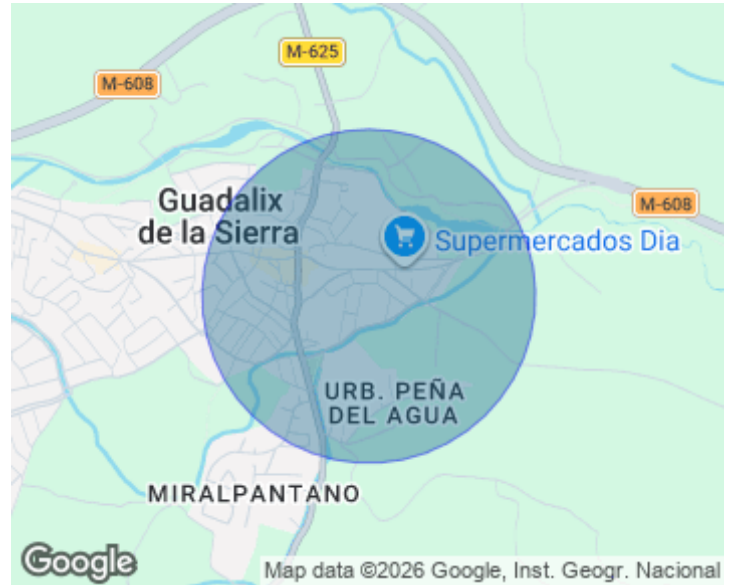 M-625
M-608
Guadalix
de la Sierra
M-608
Supermercados Dia
URB. PEÑA
DEL AGUA
MIRALPANTANO
Google
Map data ©2026 Google, Inst. Geogr. Nacional